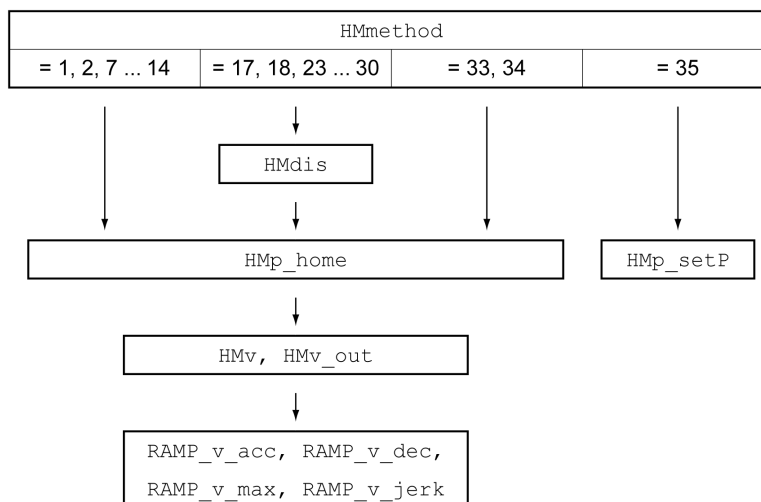 HMmethod
= 1, 2, 7 ... 14 = 17, 18, 23 ... 30 = 33, 34 = 35
HMdis
HMp_home HMp_setP
HMv, HMv_out
RAMP_v_acc, RAMP_v_dec,
RAMP_v_max, RAMP_v_jerk